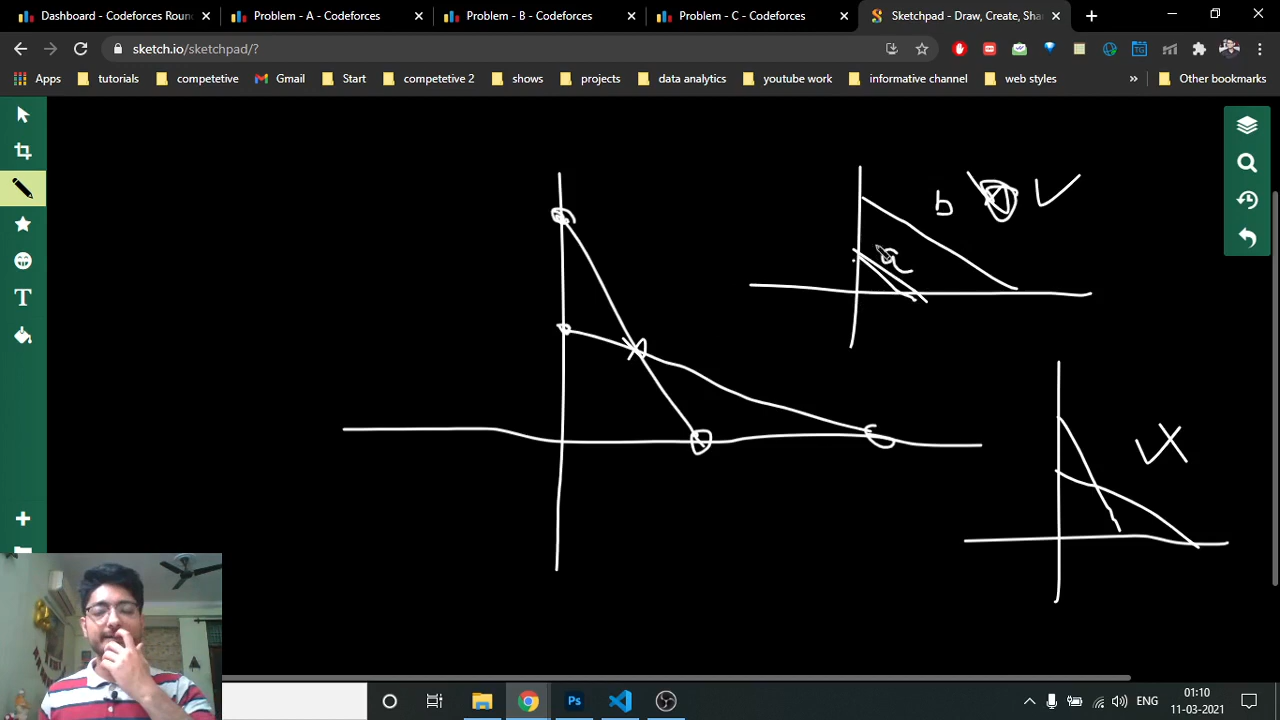 Dashboard - Codeforces Roun
Problem - A - Codeforces
Problem - B - Codeforces
Problem - C - Codeforces
Sketchpad - Draw, Create, Shar
sketch.io/sketchpad/?
Apps
tutorials
competetive
Gmail
Start
competetive 2
shows
projects
data analytics
youtube work
informative channel
web styles
»
Other bookmarks
b
a
T
ENG
01:10
11-03-2021